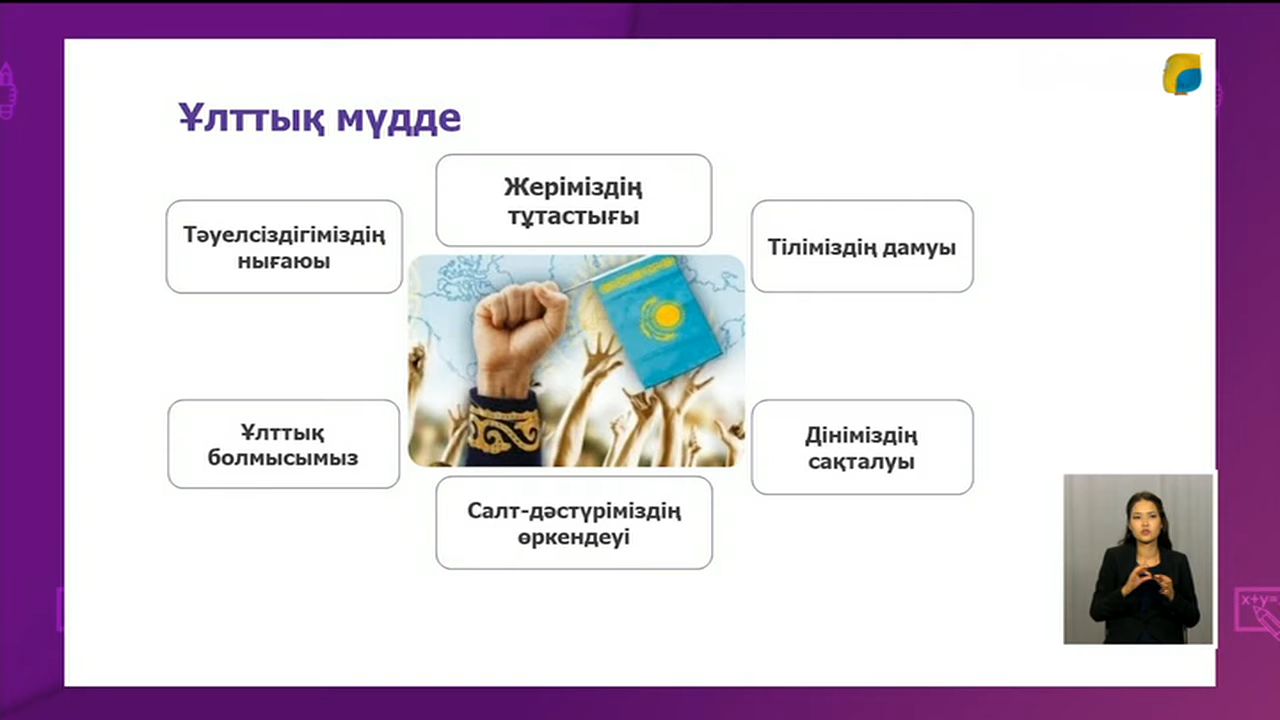 Ұлттық мүдде
Жеріміздің
тұтастығы
Тәуелсіздігіміздің
нығаюы
Тіліміздің дамуы
Ұлттық
болмысымыз
Дініміздің
сақталуы
Салт-дәстүріміздің
өркендеуі
x+y=